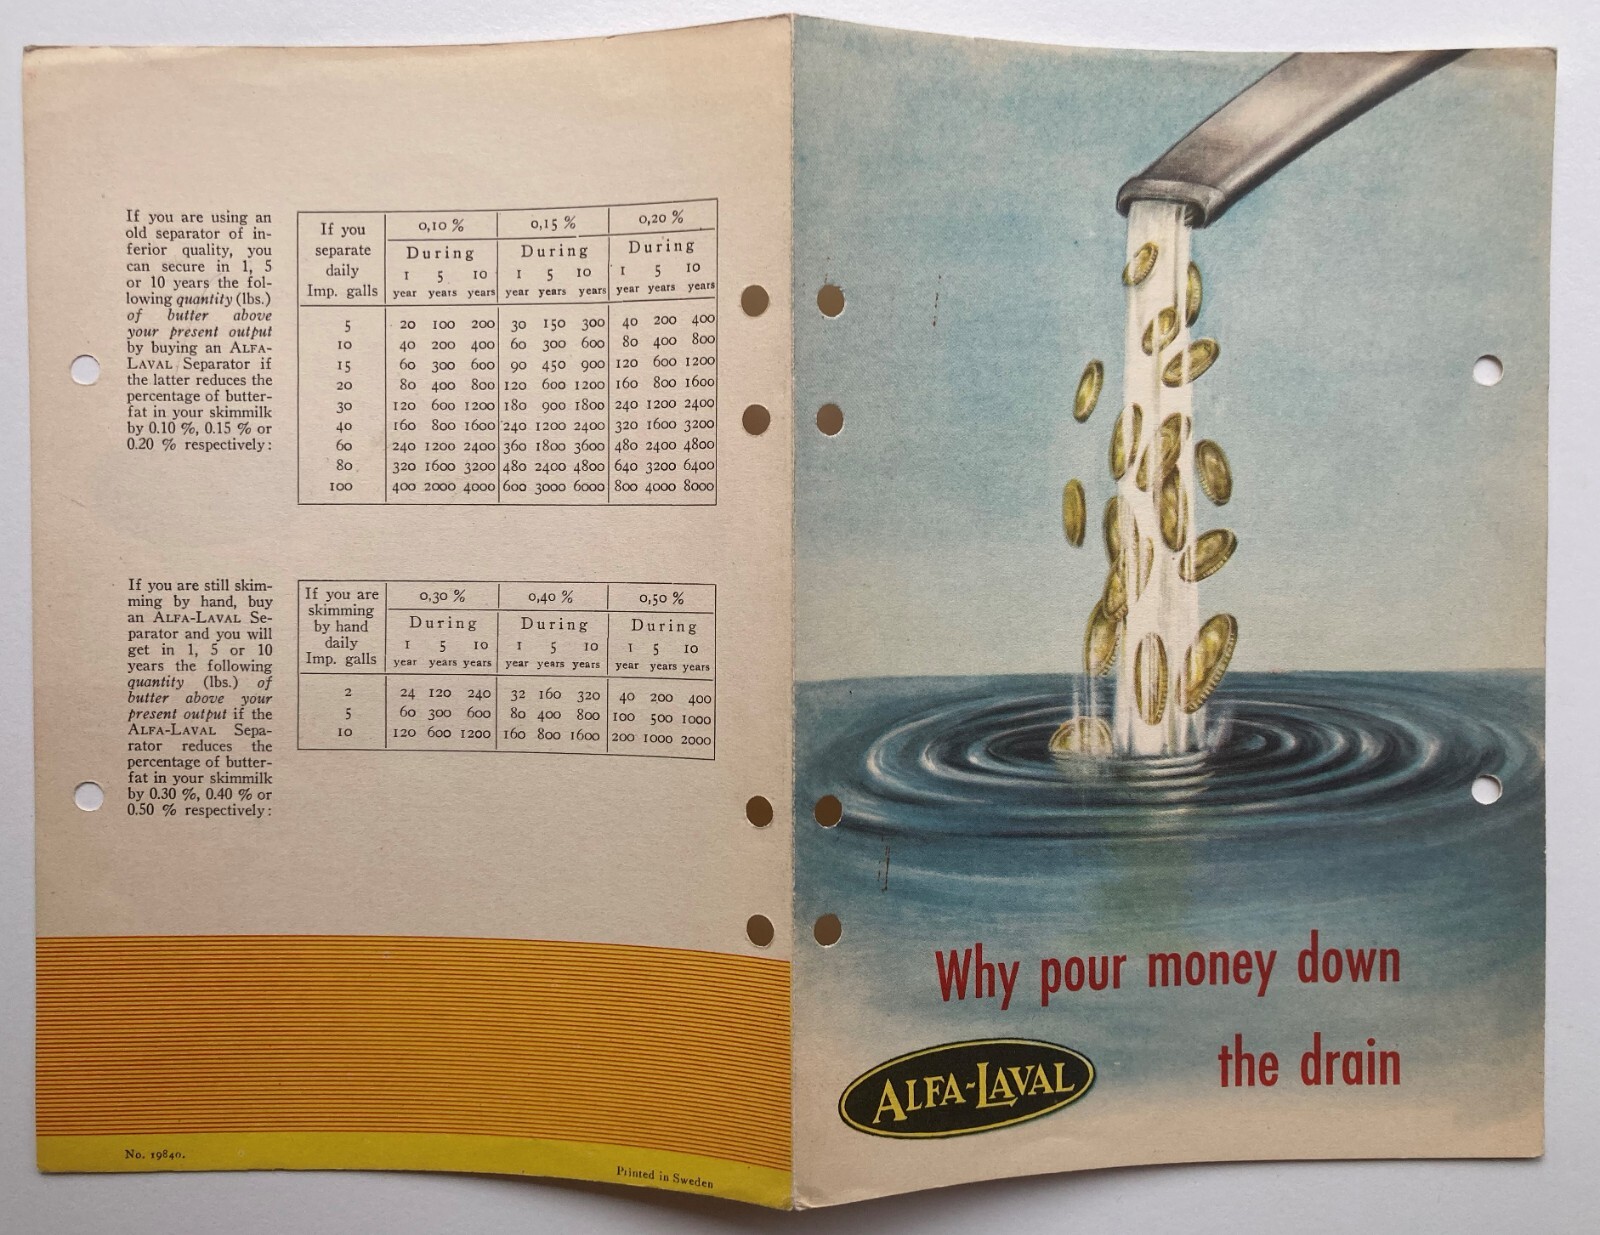 If you are using an
old separator of in-
ferior quality, you
can secure in 1, 5
or 10 years the fol-
lowing quantity (lbs.)
of butter above
your present output
by buying an ALFA-
LAVAL Separator if
the latter reduces the
percentage of butter-
fat in your skimmilk
by 0.10 %, 0.15 % or
0.20 % respectively:
If you
separate
daily
Imp. galls
0,10 % 0,15 % 0,20 %
During During During
1 5 10 1 5 10 1 5 10
year years years year years years year years years
5 20 100 200 30 150 300 40 200 400
10 40 200 400 60 300 600 80 400 800
15 60 300 600 90 450 900 120 600 1200
20 80 400 800 120 600 1200 160 800 1600
30 120 600 1200 180 900 1800 240 1200 2400
40 160 800 1600 240 1200 2400 320 1600 3200
60 240 1200 2400 360 1800 3600 480 2400 4800
80 320 1600 3200 480 2400 4800 640 3200 6400
100 400 2000 4000 600 3000 6000 800 4000 8000
If you are still skim-
ming by hand, buy
an ALFA-LAVAL Se-
parator and you will
get in 1, 5 or 10
years the following
quantity (lbs.) of
butter above your
present output if the
ALFA-LAVAL Sepa-
rator reduces the
percentage of butter-
fat in your skimmilk
by 0.30 %, 0.40 % or
0.50 % respectively:
If you are
skimming
by hand
daily
Imp. galls
0,30 % 0,40 % 0,50 %
During During During
1 5 10 1 5 10 1 5 10
year years years year years years year years years
2 24 120 240 32 160 320 40 200 400
5 60 300 600 80 400 800 100 500 1000
10 120 600 1200 160 800 1600 200 1000 2000
No. 19840.
Printed in Sweden
Why pour money down
the drain
ALFA-LAVAL